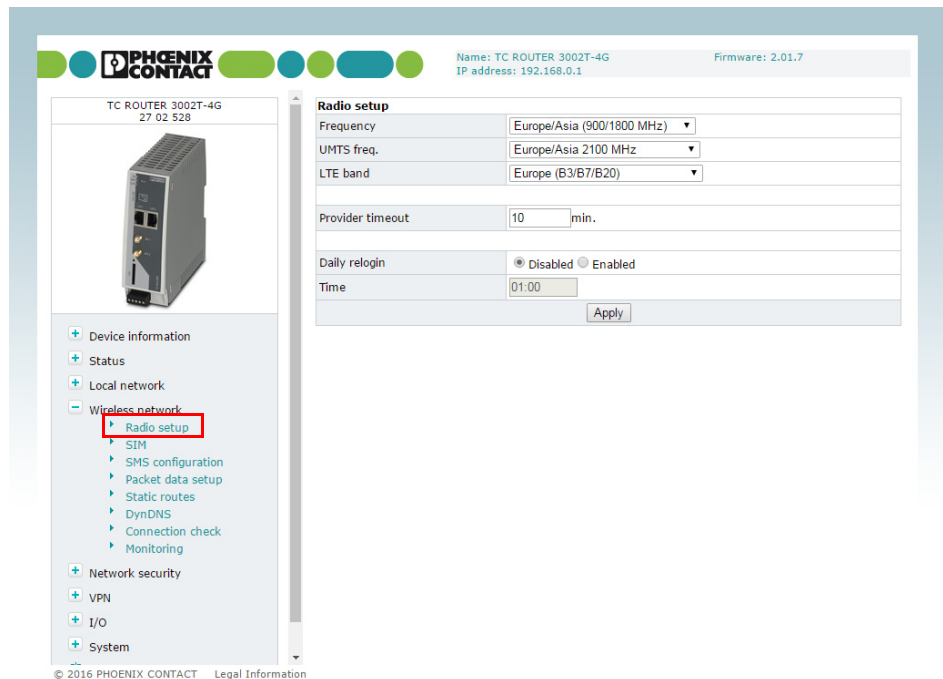 PHŒNIX
CONTACT
Name: TC ROUTER 3002T-4G
Firmware: 2.01.7
IP address: 192.168.0.1
TC ROUTER 3002T-4G
27 02 528
Radio setup
Frequency Europe/Asia (900/1800 MHz)
UMTS freq. Europe/Asia 2100 MHz
LTE band Europe (B3/B7/B20)
Provider timeout 10 min.
Daily relogin Disabled Enabled
Time 01:00
Apply
Device information
Status
Local network
Wireless network
Radio setup
SIM
SMS configuration
Packet data setup
Static routes
DynDNS
Connection check
Monitoring
Network security
VPN
I/O
System
© 2016 PHOENIX CONTACT Legal Information